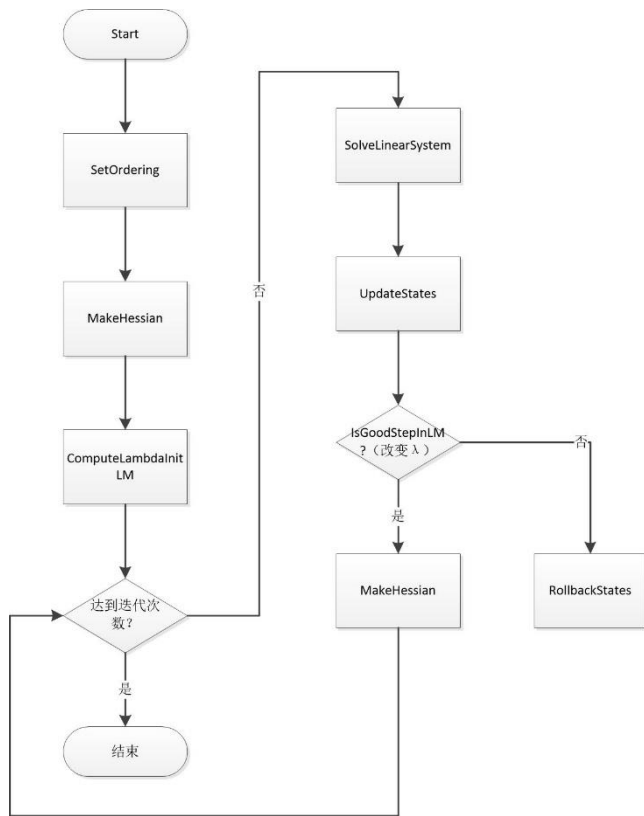 Start
SetOrdering
MakeHessian
ComputeLambdaInit
LM
达到迭代次
数？
是
结束
否
SolveLinearSystem
UpdateStates
IsGoodStepInLM
？（改变 λ）
否
是
MakeHessian
RollbackStates